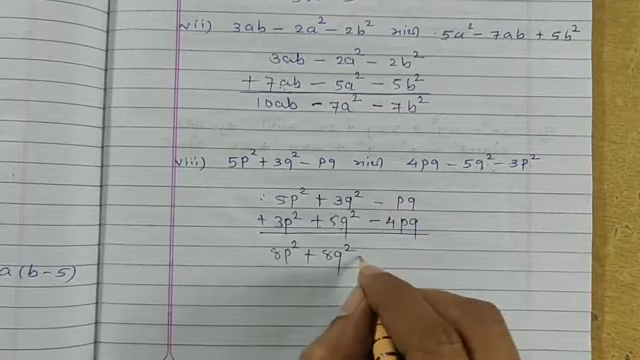 vii) 3ab - 2a² - 2b² માંથી 5a² - 7ab + 5b²
3ab - 2a² - 2b²
+ 7ab - 5a² - 5b²
10ab - 7a² - 7b²
viii) 5p² + 3q² - pq માંથી 4pq - 5q² - 3p²
5p² + 3q² - pq
+ 3p² + 5q² - 4pq
8p² + 8q²
a(b-5)